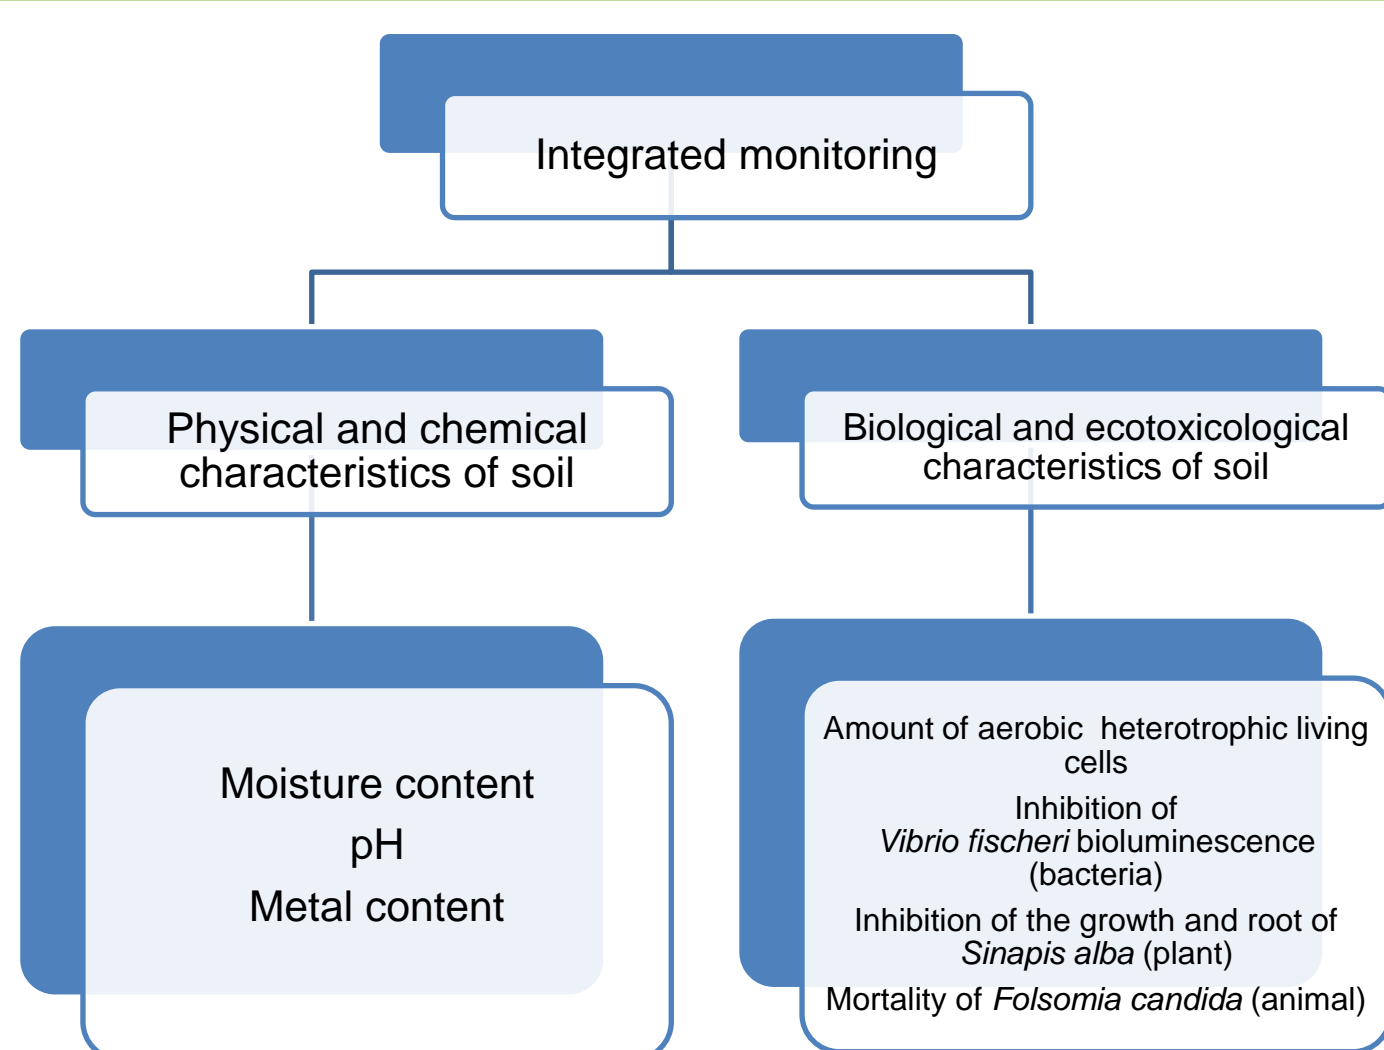 Integrated monitoring
Physical and chemical
characteristics of soil
Biological and ecotoxicological
characteristics of soil
Moisture content
pH
Metal content
Amount of aerobic heterotrophic living
cells
Inhibition of
Vibrio fischeri bioluminescence
(bacteria)
Inhibition of the growth and root of
Sinapis alba (plant)
Mortality of Folsomia candida (animal)